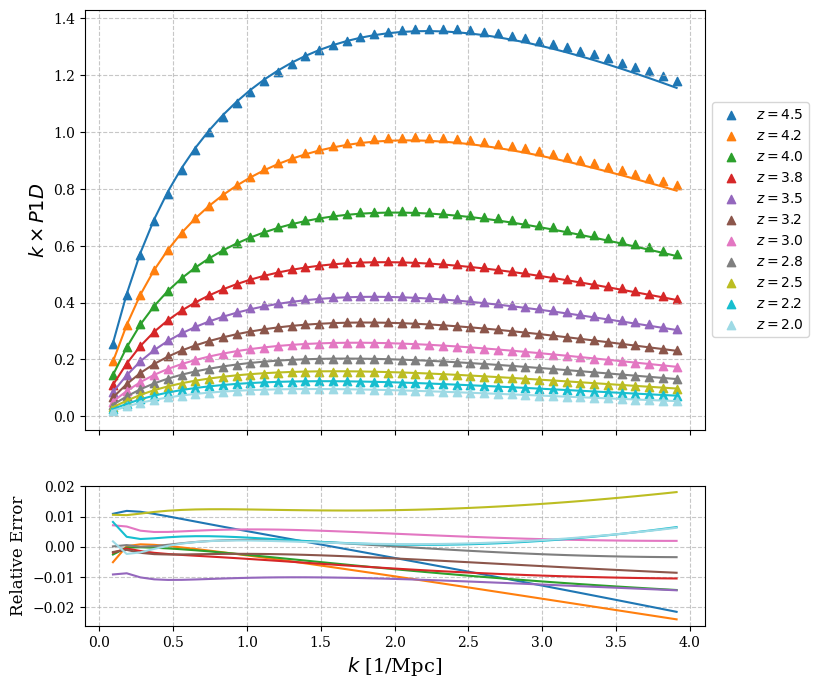 1.4
1.2
1.0
0.8
0.6
0.4
0.2
0.0
k × P1D
z = 4.5
z = 4.2
z = 4.0
z = 3.8
z = 3.5
z = 3.2
z = 3.0
z = 2.8
z = 2.5
z = 2.2
z = 2.0
0.02
0.01
0.00
−0.01
−0.02
Relative Error
0.0 0.5 1.0 1.5 2.0 2.5 3.0 3.5 4.0
k [1/Mpc]